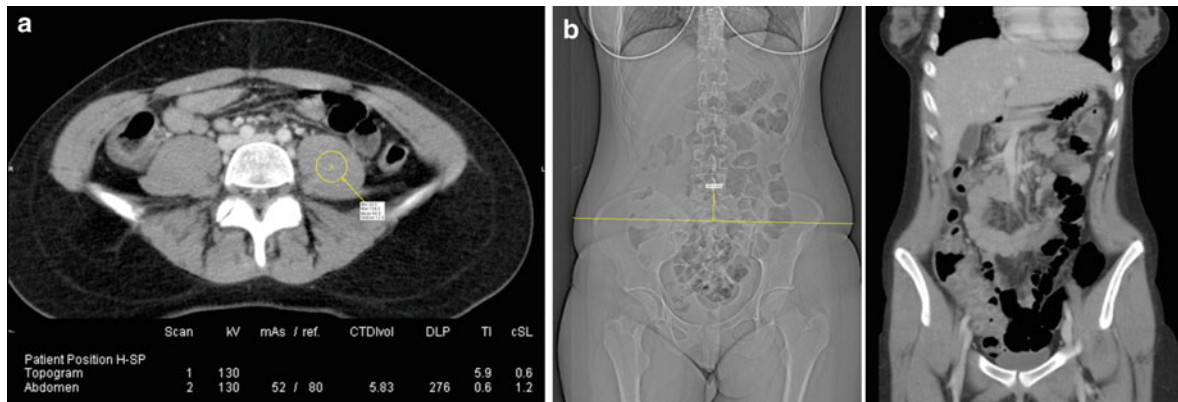 a
b
R
L
Scan kV mAs / ref. CTDIvol DLP TI cSL
Patient Position H-SP
Topogram 1 130 5.9 0.6
Abdomen 2 130 52 / 80 5.83 276 0.6 1.2